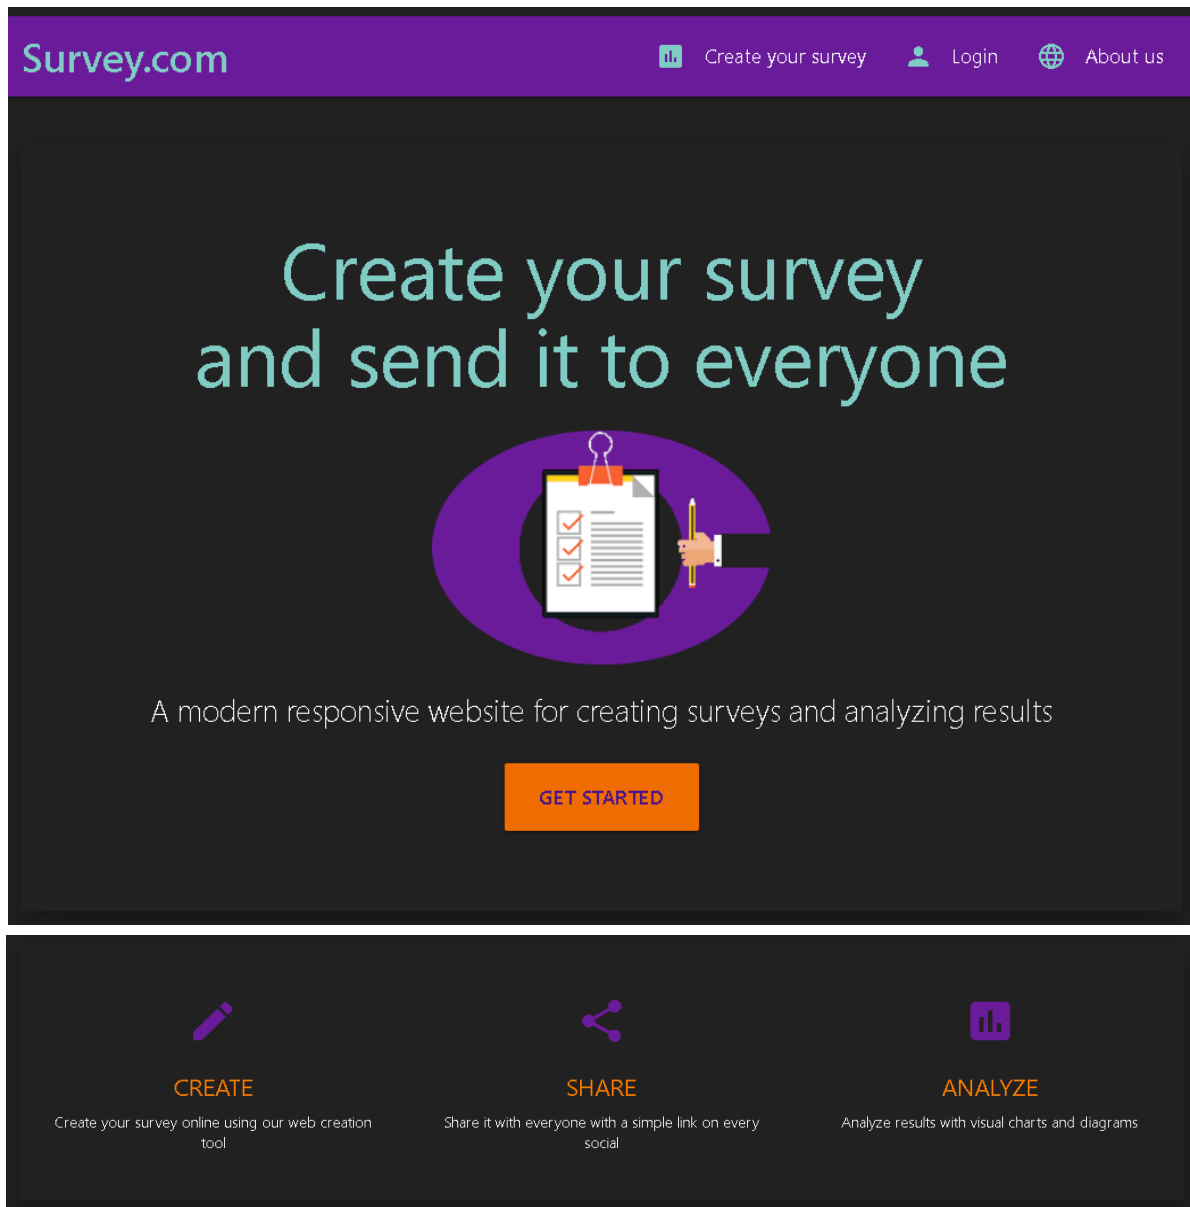 Survey.com
Create your survey
Login
About us
Create your survey
and send it to everyone
A modern responsive website for creating surveys and analyzing results
GET STARTED
CREATE
Create your survey online using our web creation
tool
SHARE
Share it with everyone with a simple link on every
social
ANALYZE
Analyze results with visual charts and diagrams